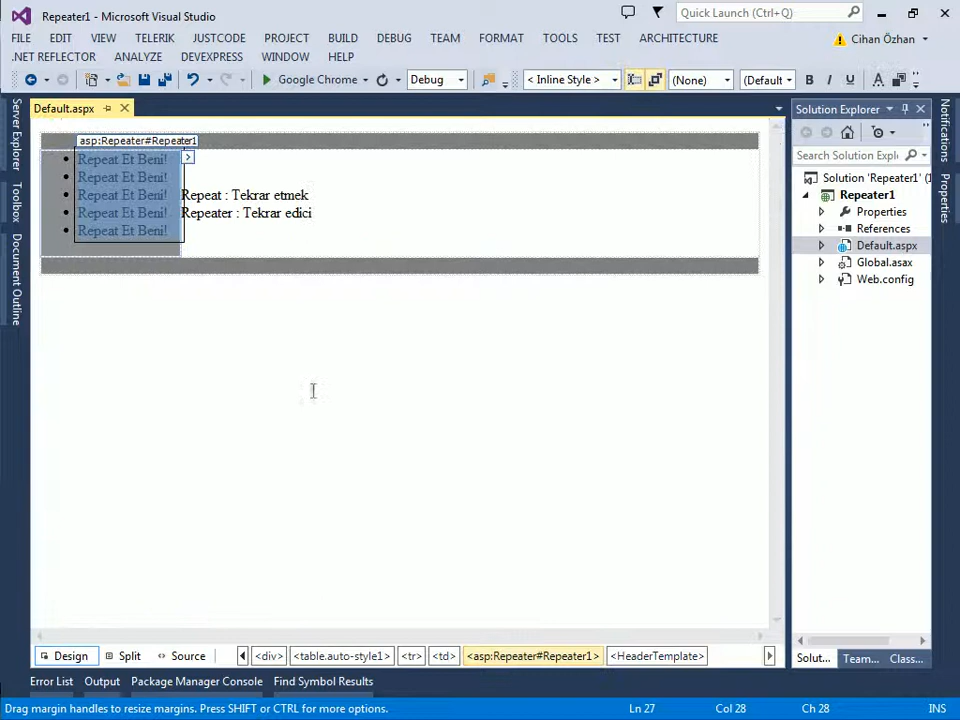 Repeater1 - Microsoft Visual Studio
Quick Launch (Ctrl+Q)
FILE EDIT VIEW TELERIK JUSTCODE PROJECT BUILD DEBUG TEAM FORMAT TOOLS TEST ARCHITECTURE
Cihan Özhan
.NET REFLECTOR ANALYZE DEVEXPRESS WINDOW HELP
Google Chrome Debug < Inline Style > (None) (Default B I U A
Default.aspx
Server Explorer
Toolbox
Document Outline
asp:Repeater#Repeater1
Repeat Et Beni!
Repeat Et Beni!
Repeat Et Beni! Repeat : Tekrar etmek
Repeat Et Beni! Repeater : Tekrar edici
Repeat Et Beni!
Solution Explorer
Search Solution Explo
Solution 'Repeater1' (1
Repeater1
Properties
References
Default.aspx
Global.asax
Web.config
Notifications
Properties
Design Split Source <div> <table.auto-style1> <tr> <td> <asp:Repeater#Repeater1> <HeaderTemplate>
Solut... Team... Class...
Error List Output Package Manager Console Find Symbol Results
Drag margin handles to resize margins. Press SHIFT or CTRL for more options. Ln 27 Col 28 Ch 28 INS